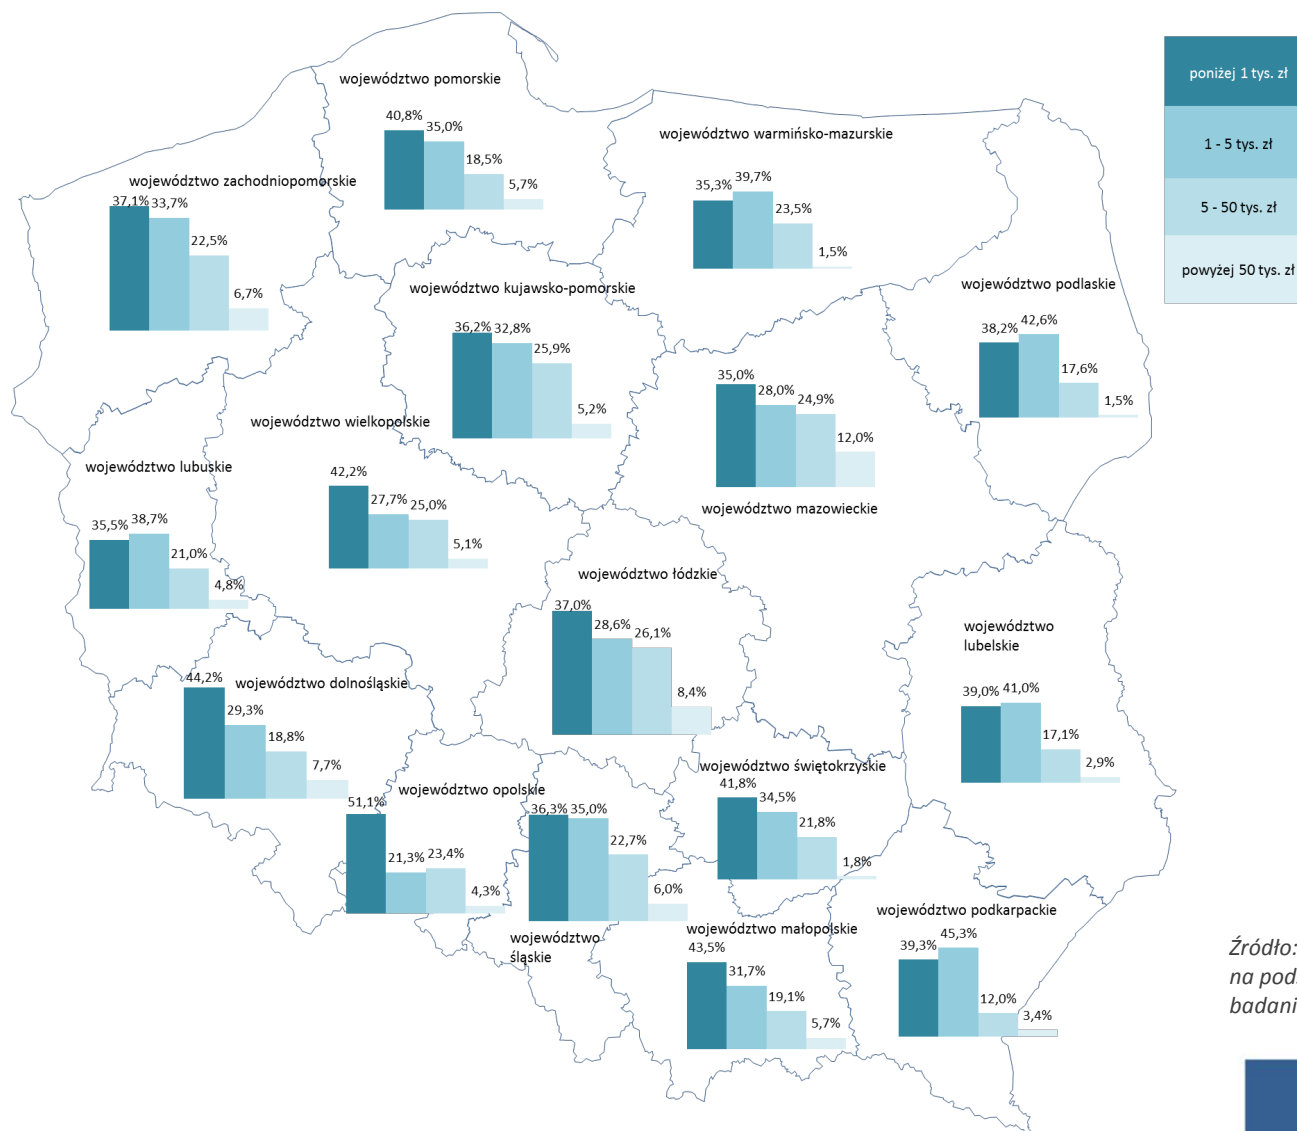 województwo pomorskie
40,8%
35,0%
18,5%
5,7%
województwo warmińsko-mazurskie
35,3%
39,7%
23,5%
1,5%
poniżej 1 tys. zł
1 - 5 tys. zł
5 - 50 tys. zł
powyżej 50 tys. zł
województwo zachodniopomorskie
37,1%
33,7%
22,5%
6,7%
województwo kujawsko-pomorskie
36,2%
32,8%
25,9%
5,2%
województwo podlaskie
38,2%
42,6%
17,6%
1,5%
35,0%
28,0%
24,9%
12,0%
województwo mazowieckie
województwo wielkopolskie
42,2%
27,7%
25,0%
5,1%
województwo lubuskie
35,5%
38,7%
21,0%
4,8%
województwo łódzkie
37,0%
28,6%
26,1%
8,4%
województwo
lubelskie
39,0%
41,0%
17,1%
2,9%
województwo dolnośląskie
44,2%
29,3%
18,8%
7,7%
województwo opolskie
51,1%
21,3%
23,4%
4,3%
36,3%
35,0%
22,7%
6,0%
województwo
śląskie
województwo świętokrzyskie
41,8%
34,5%
21,8%
1,8%
województwo małopolskie
43,5%
31,7%
19,1%
5,7%
województwo podkarpackie
39,3%
45,3%
12,0%
3,4%
Źródło:
na pods
badani